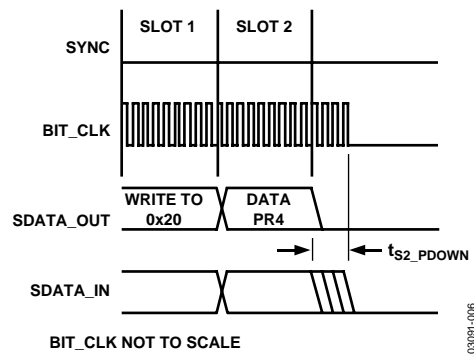 SLOT 1
SLOT 2
SYNC
BIT_CLK
WRITE TO
0x20
DATA
PR4
SDATA_OUT
tS2_PDOWN
SDATA_IN
BIT_CLK NOT TO SCALE
03091-006